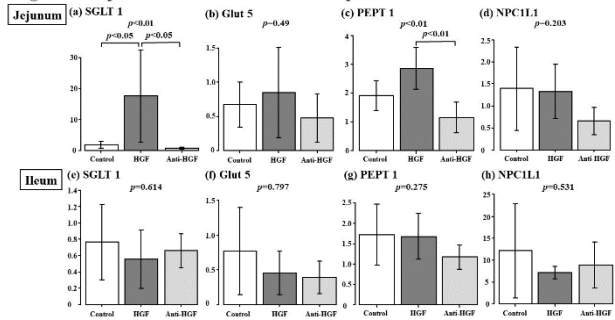 Jejunum
(a) SGLT 1
p<0.01
p<0.05
p<0.05
30
20
10
0
Control
HGF
Anti-HGF
(b) Glut 5
p=0.49
1.5
1.0
0.5
0.0
Control
HGF
Anti-HGF
(c) PEPT 1
p<0.01
p<0.01
4
3
2
1
0
Control
HGF
Anti-HGF
(d) NPC1L1
p=0.203
2.5
2.0
1.5
1.0
0.5
0.0
Control
HGF
Anti-HGF
Ileum
(e) SGLT 1
p=0.614
1.4
1.2
1.0
0.8
0.6
0.4
0.2
0.0
Control
HGF
Anti-HGF
(f) Glut 5
p=0.797
1.5
1.0
0.5
0.0
Control
HGF
Anti-HGF
(g) PEPT 1
p=0.275
2.5
2.0
1.5
1.0
0.5
0.0
Control
HGF
Anti-HGF
(h) NPC1L1
p=0.531
25
20
15
10
5
0
Control
HGF
Anti-HGF